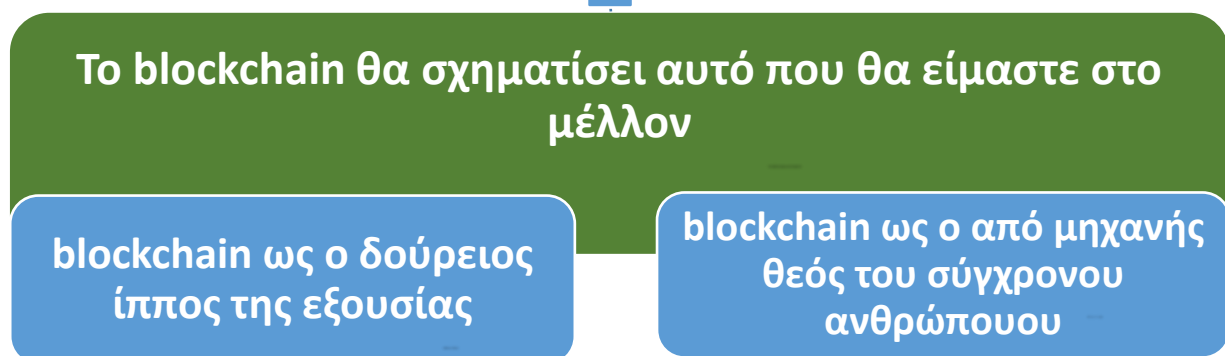 Το blockchain θα σχηματίσει αυτό που θα είμαστε στο
μέλλον
blockchain ως ο δούρειος
ίππος της εξουσίας
blockchain ως ο από μηχανής
θεός του σύγχρονου
ανθρώπουου